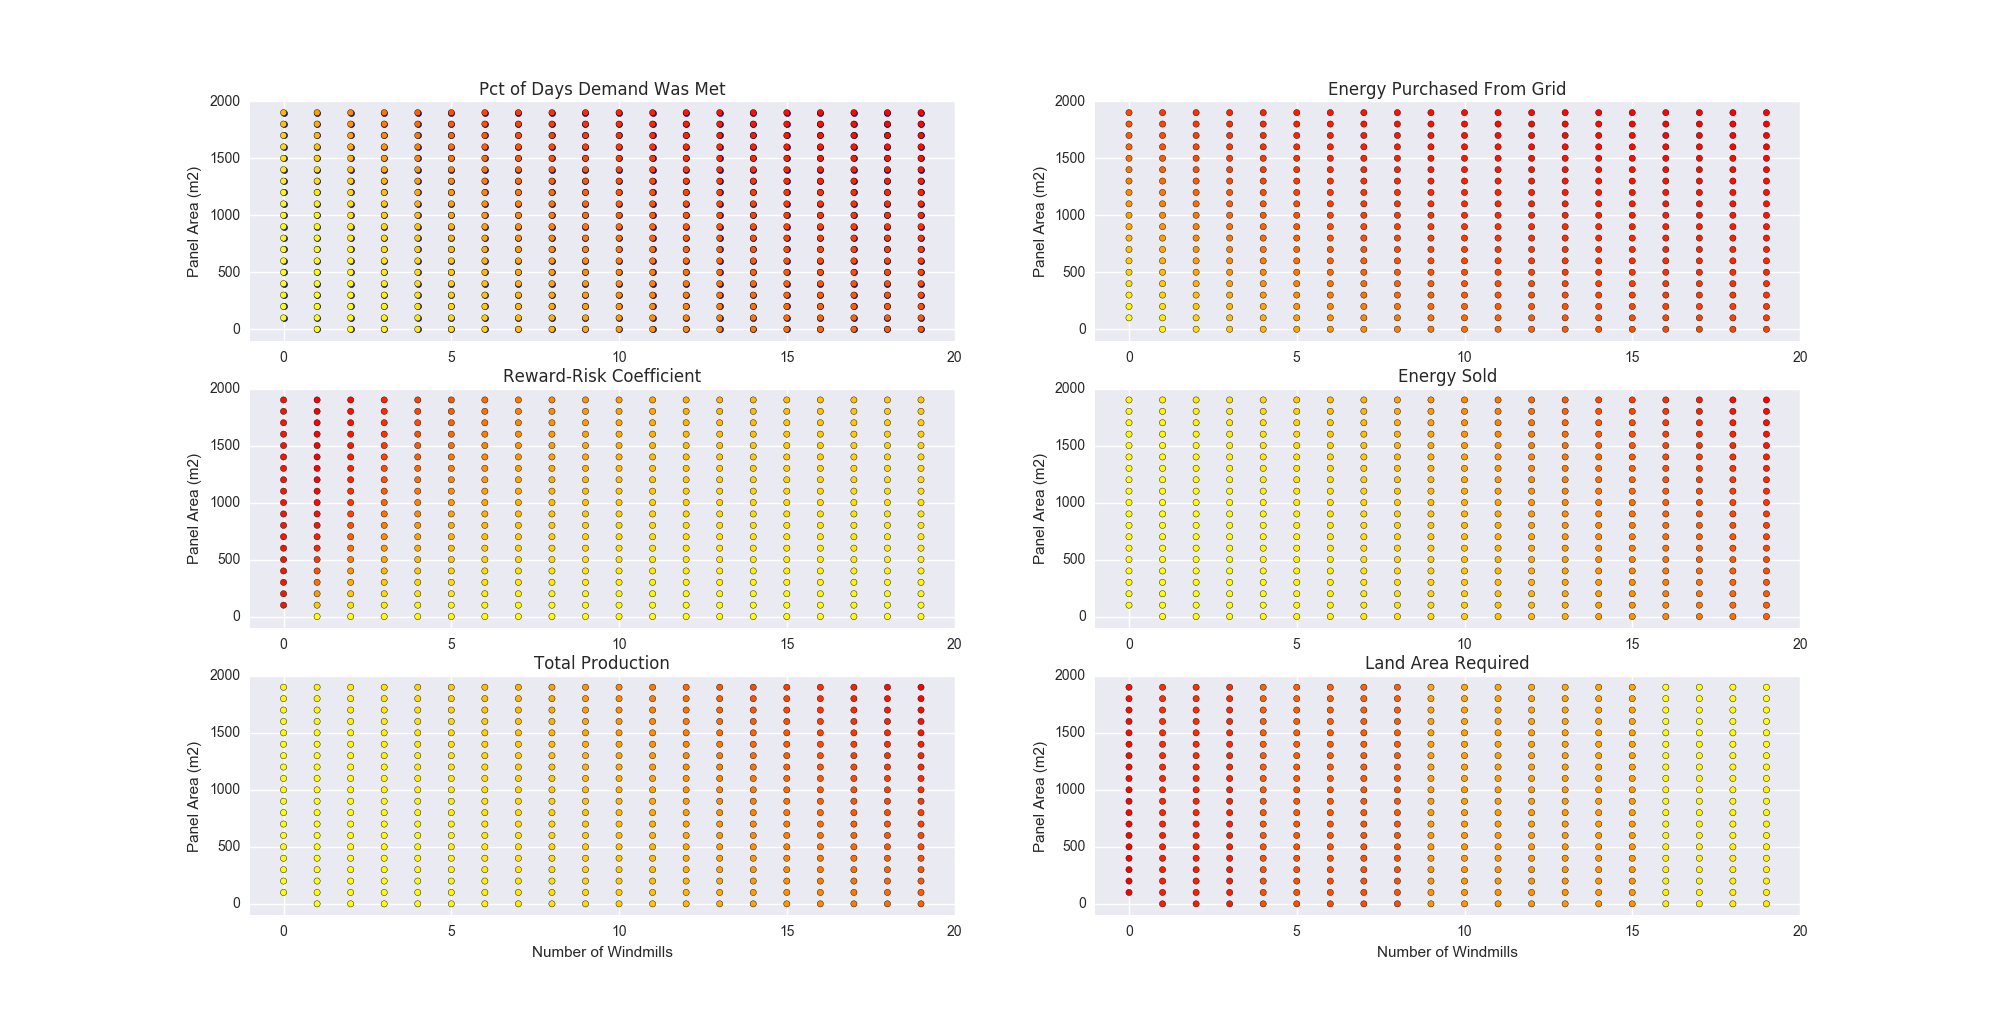 Pct of Days Demand Was Met
Panel Area (m2)
2000
1500
1000
500
0
0 5 10 15 20
Energy Purchased From Grid
Panel Area (m2)
2000
1500
1000
500
0
0 5 10 15 20
Reward-Risk Coefficient
Panel Area (m2)
2000
1500
1000
500
0
0 5 10 15 20
Energy Sold
Panel Area (m2)
2000
1500
1000
500
0
0 5 10 15 20
Total Production
Panel Area (m2)
2000
1500
1000
500
0
0 5 10 15 20
Number of Windmills
Land Area Required
Panel Area (m2)
2000
1500
1000
500
0
0 5 10 15 20
Number of Windmills